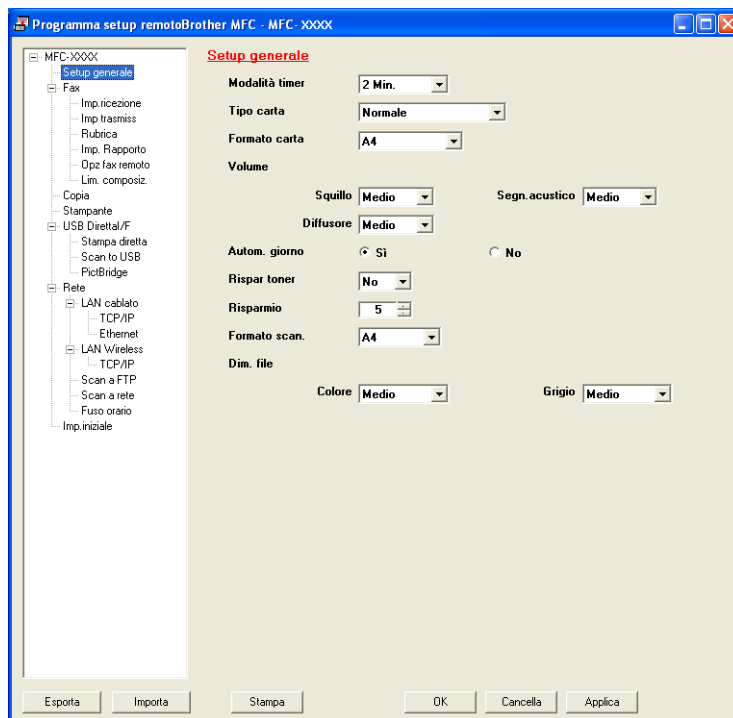 Programma setup remotoBrother MFC - MFC- XXXX
MFC-XXXX
Setup generale
Fax
Imp.ricezione
Imp trasmiss
Rubrica
Imp. Rapporto
Opz fax remoto
Lim. composiz.
Copia
Stampante
USB Direttal/F
Stampa diretta
Scan to USB
PictBridge
Rete
LAN cablato
TCP/IP
Ethernet
LAN Wireless
TCP/IP
Scan a FTP
Scan a rete
Fuso orario
Imp.iniziale
Setup generale
Modalità timer 2 Min.
Tipo carta Normale
Formato carta A4
Volume
Squillo Medio Segn.acustico Medio
Diffusore Medio
Autom. giorno Sì No
Rispar toner No
Risparmio 5
Formato scan. A4
Dim. file
Colore Medio Grigio Medio
Esporta Importa Stampa OK Cancella Applica